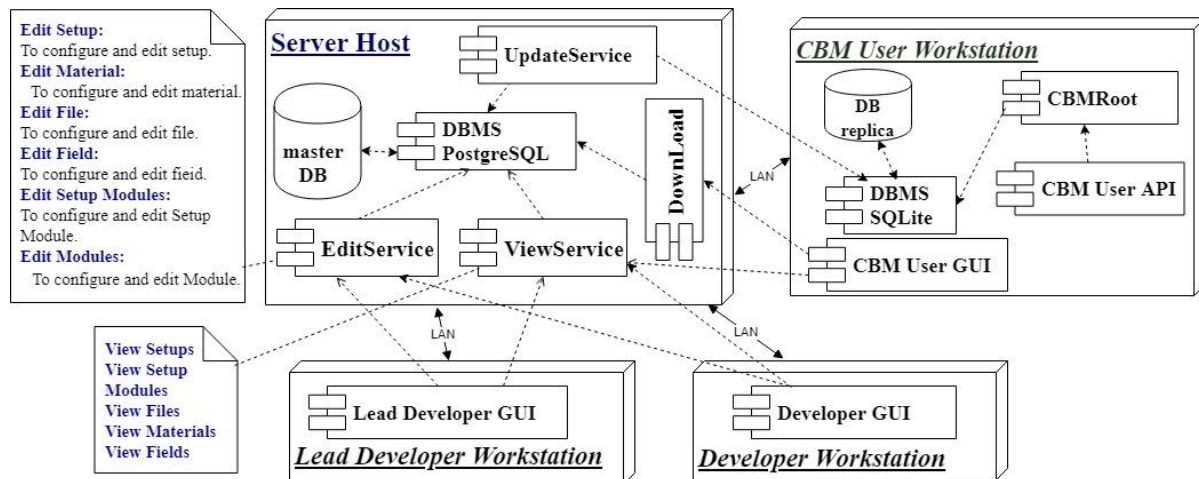 Edit Setup:
To configure and edit setup.
Edit Material:
To configure and edit material.
Edit File:
To configure and edit file.
Edit Field:
To configure and edit fieid.
Edit Setup Modules:
To configure and edit Setup
Module.
Edit Modules:
To configure and edit Module.
Server Host
UpdateService
master
DB
DBMS
PostgreSQL
DownLoad
EditService
ViewService
LAN
CBM User Workstation
DB
replica
CBMRoot
DBMS
SQLite
CBM User API
CBM User GUI
View Setups
View Setup
Modules
View Files
View Materials
View Fields
LAN
LAN
Lead Developer GUI
Lead Developer Workstation
Developer GUI
Developer Workstation